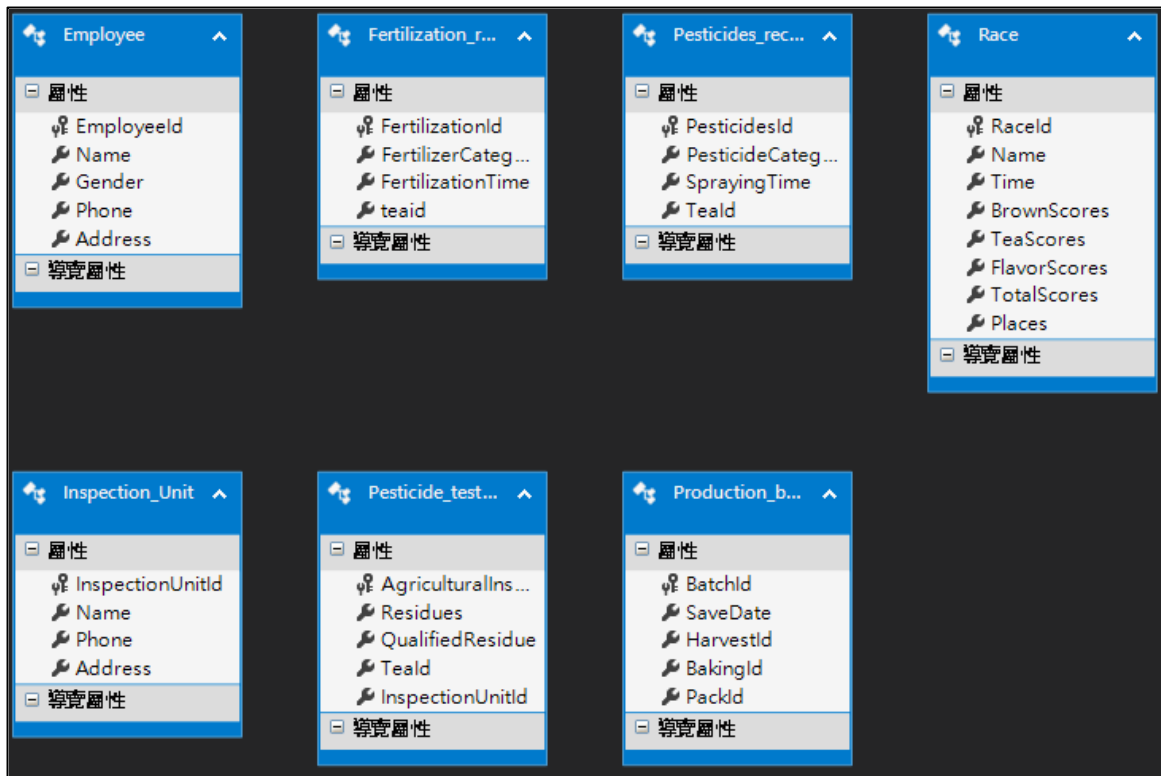 Employee
屬性
EmployeeId
Name
Gender
Phone
Address
導覽屬性
Fertilization_r...
屬性
FertilizationId
FertilizerCateg...
FertilizationTime
teaid
導覽屬性
Pesticides_rec...
屬性
PesticidesId
PesticideCateg...
SprayingTime
TeaId
導覽屬性
Race
屬性
RaceId
Name
Time
BrownScores
TeaScores
FlavorScores
TotalScores
Places
導覽屬性
Inspection_Unit
屬性
InspectionUnitId
Name
Phone
Address
導覽屬性
Pesticide_test...
屬性
AgriculturalIns...
Residues
QualifiedResidue
TeaId
InspectionUnitId
導覽屬性
Production_b...
屬性
BatchId
SaveDate
HarvestId
BakingId
PackId
導覽屬性